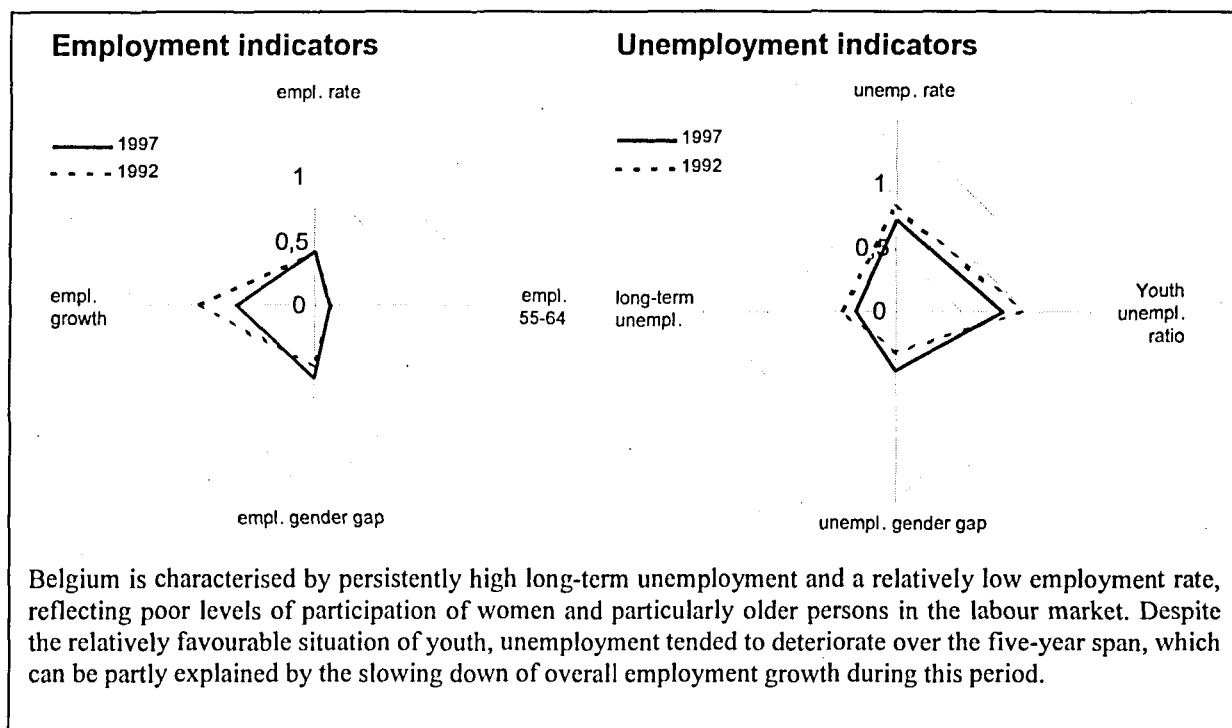 Employment indicators
empl. rate
1997
1992
1
0,5
0
empl.
growth
empl.
55-64
empl. gender gap
Unemployment indicators
unemp. rate
1997
1992
1
0,5
0
long-term
unempl.
Youth
unempl.
ratio
unempl. gender gap
Belgium is characterised by persistently high long-term unemployment and a relatively low employment rate,
reflecting poor levels of participation of women and particularly older persons in the labour market. Despite
the relatively favourable situation of youth, unemployment tended to deteriorate over the five-year span, which
can be partly explained by the slowing down of overall employment growth during this period.